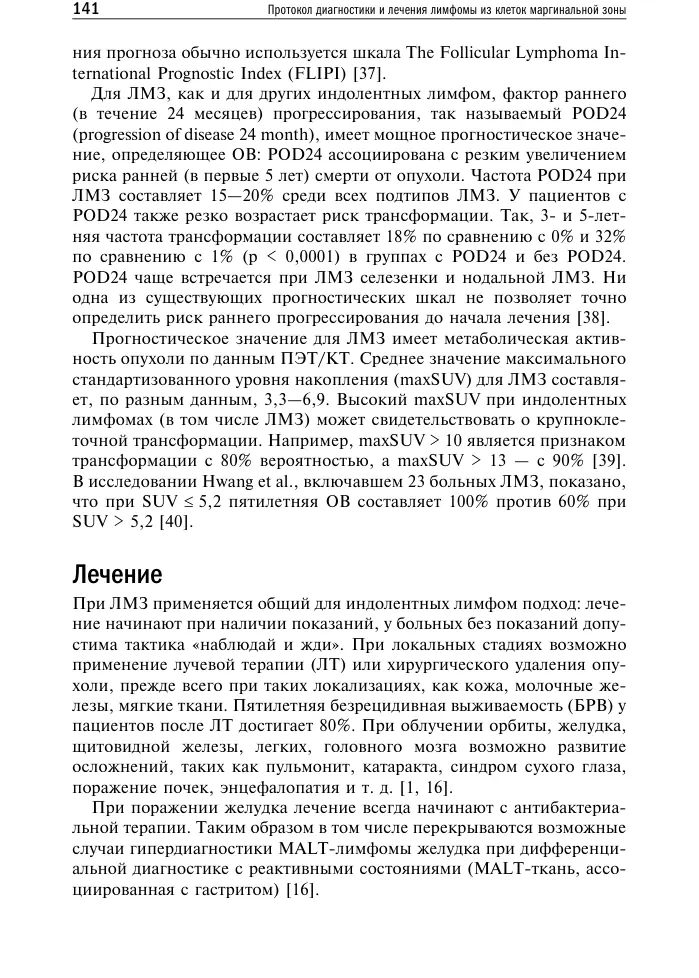 141 Протокол диагностики и лечения лимфомы из клеток маргинальной зоны
ния прогноза обычно используется шкала The Follicular Lymphoma In-
ternational Prognostic Index (FLIPI) [37].
Для ЛМЗ, как и для других индолентных лимфом, фактор раннего
(в течение 24 месяцев) прогрессирования, так называемый POD24
(progression of disease 24 month), имеет мощное прогностическое значе-
ние, определяющее ОВ: POD24 ассоциирована с резким увеличением
риска ранней (в первые 5 лет) смерти от опухоли. Частота POD24 при
ЛМЗ составляет 15—20% среди всех подтипов ЛМЗ. У пациентов с
POD24 также резко возрастает риск трансформации. Так, 3- и 5-лет-
няя частота трансформации составляет 18% по сравнению с 0% и 32%
по сравнению с 1% (p < 0,0001) в группах с POD24 и без POD24.
POD24 чаще встречается при ЛМЗ селезенки и нодальной ЛМЗ. Ни
одна из существующих прогностических шкал не позволяет точно
определить риск раннего прогрессирования до начала лечения [38].
Прогностическое значение для ЛМЗ имеет метаболическая актив-
ность опухоли по данным ПЭТ/КТ. Среднее значение максимального
стандартизованного уровня накопления (maxSUV) для ЛМЗ составля-
ет, по разным данным, 3,3—6,9. Высокий maxSUV при индолентных
лимфомах (в том числе ЛМЗ) может свидетельствовать о крупнокле-
точной трансформации. Например, maxSUV > 10 является признаком
трансформации с 80% вероятностью, а maxSUV > 13 — с 90% [39].
В исследовании Hwang et al., включавшем 23 больных ЛМЗ, показано,
что при SUV ≤ 5,2 пятилетняя ОВ составляет 100% против 60% при
SUV > 5,2 [40].
Лечение
При ЛМЗ применяется общий для индолентных лимфом подход: лече-
ние начинают при наличии показаний, у больных без показаний допу-
стима тактика «наблюдай и жди». При локальных стадиях возможно
применение лучевой терапии (ЛТ) или хирургического удаления опу-
холи, прежде всего при таких локализациях, как кожа, молочные же-
лезы, мягкие ткани. Пятилетняя безрецидивная выживаемость (БРВ) у
пациентов после ЛТ достигает 80%. При облучении орбиты, желудка,
щитовидной железы, легких, головного мозга возможно развитие
осложнений, таких как пульмонит, катаракта, синдром сухого глаза,
поражение почек, энцефалопатия и т. д. [1, 16].
При поражении желудка лечение всегда начинают с антибактериа-
льной терапии. Таким образом в том числе перекрываются возможные
случаи гипердиагностики MALT-лимфомы желудка при дифференци-
альной диагностике с реактивными состояниями (MALT-ткань, ассо-
циированная с гастритом) [16].